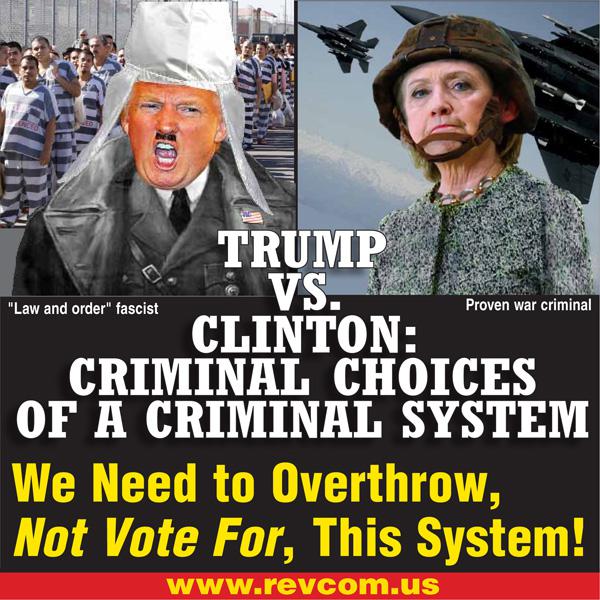 "Law and order" fascist
Proven war criminal
TRUMP
VS.
CLINTON:
CRIMINAL CHOICES
OF A CRIMINAL SYSTEM
We Need to Overthrow,
Not Vote For, This System!
www.revcom.us